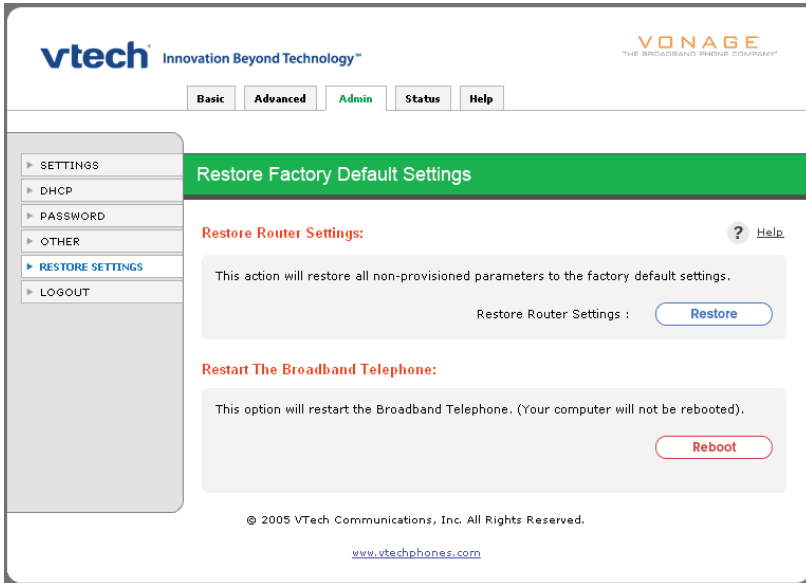 vtech Innovation Beyond Technology℠
VONAGE
THE BROADBAND PHONE COMPANY®
Basic Advanced Admin Status Help
SETTINGS
DHCP
PASSWORD
OTHER
RESTORE SETTINGS
LOGOUT
Restore Factory Default Settings
Restore Router Settings:
? Help
This action will restore all non-provisioned parameters to the factory default settings.
Restore Router Settings : Restore
Restart The Broadband Telephone:
This option will restart the Broadband Telephone. (Your computer will not be rebooted).
Reboot
© 2005 VTech Communications, Inc. All Rights Reserved.
www.vtechphones.com